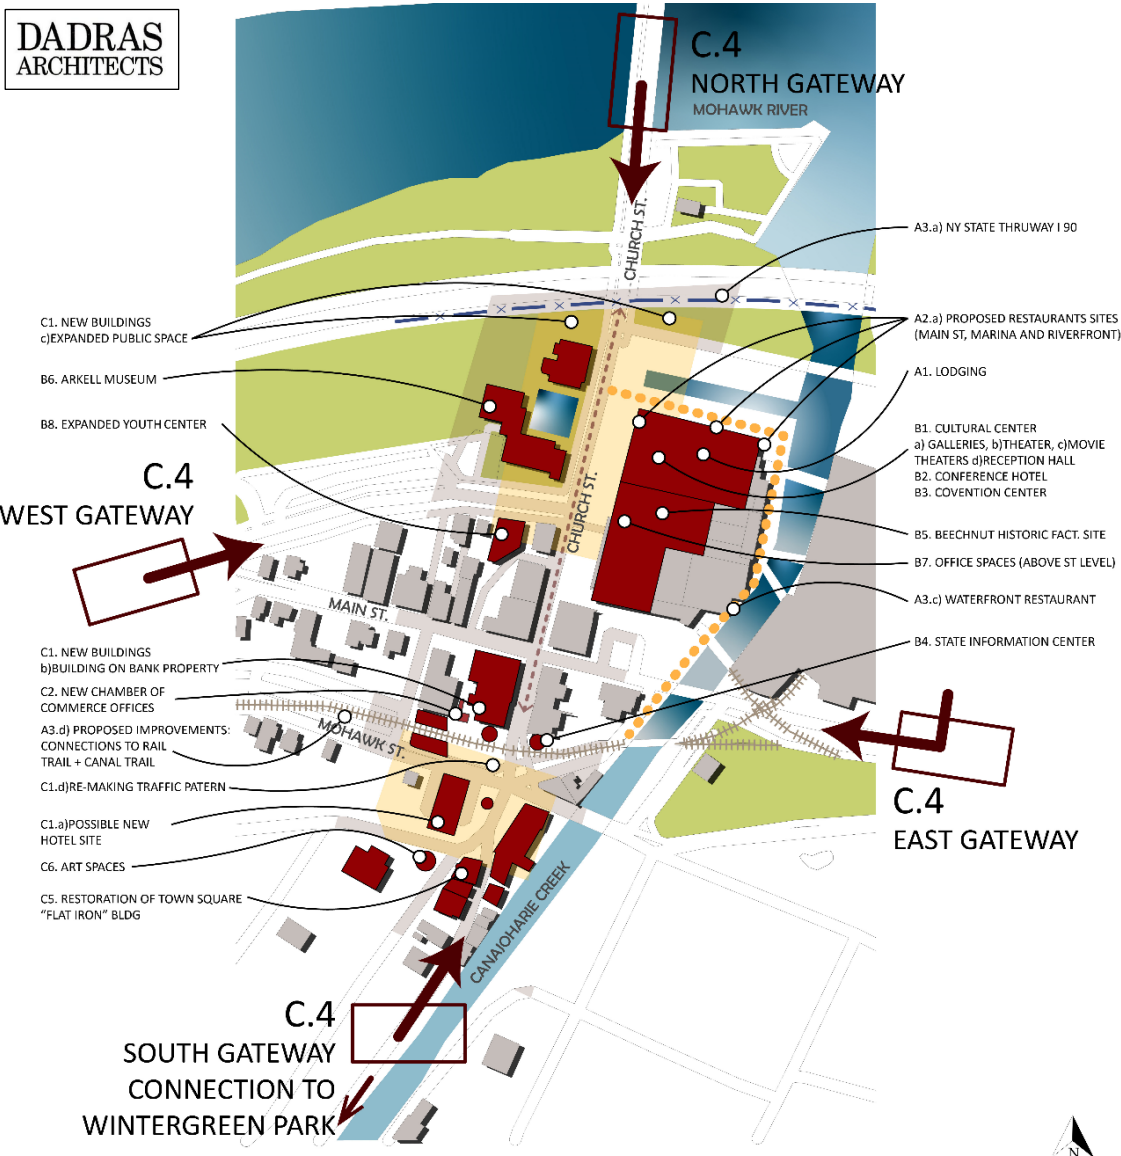 DADRAS
ARCHITECTS
C.4
NORTH GATEWAY
MOHAWK RIVER
CHURCH ST.
A3.a) NY STATE THRUWAY I 90
C1. NEW BUILDINGS
c)EXPANDED PUBLIC SPACE
A2.a) PROPOSED RESTAURANTS SITES
(MAIN ST, MARINA AND RIVERFRONT)
B6. ARKELL MUSEUM
A1. LODGING
B8. EXPANDED YOUTH CENTER
B1. CULTURAL CENTER
a) GALLERIES, b)THEATER, c)MOVIE
THEATERS d)RECEPTION HALL
B2. CONFERENCE HOTEL
B3. COVENTION CENTER
C.4
WEST GATEWAY
CHURCH ST.
B5. BEECHNUT HISTORIC FACT. SITE
B7. OFFICE SPACES (ABOVE ST LEVEL)
MAIN ST.
A3.c) WATERFRONT RESTAURANT
B4. STATE INFORMATION CENTER
C1. NEW BUILDINGS
b)BUILDING ON BANK PROPERTY
C2. NEW CHAMBER OF
COMMERCE OFFICES
A3.d) PROPOSED IMPROVEMENTS:
CONNECTIONS TO RAIL
TRAIL + CANAL TRAIL
MOHAWK ST.
C1.d)RE-MAKING TRAFFIC PATERN
C1.a)POSSIBLE NEW
HOTEL SITE
C.4
EAST GATEWAY
C6. ART SPACES
C5. RESTORATION OF TOWN SQUARE
"FLAT IRON" BLDG
CANAJOHARIE CREEK
C.4
SOUTH GATEWAY
CONNECTION TO
WINTERGREEN PARK
N